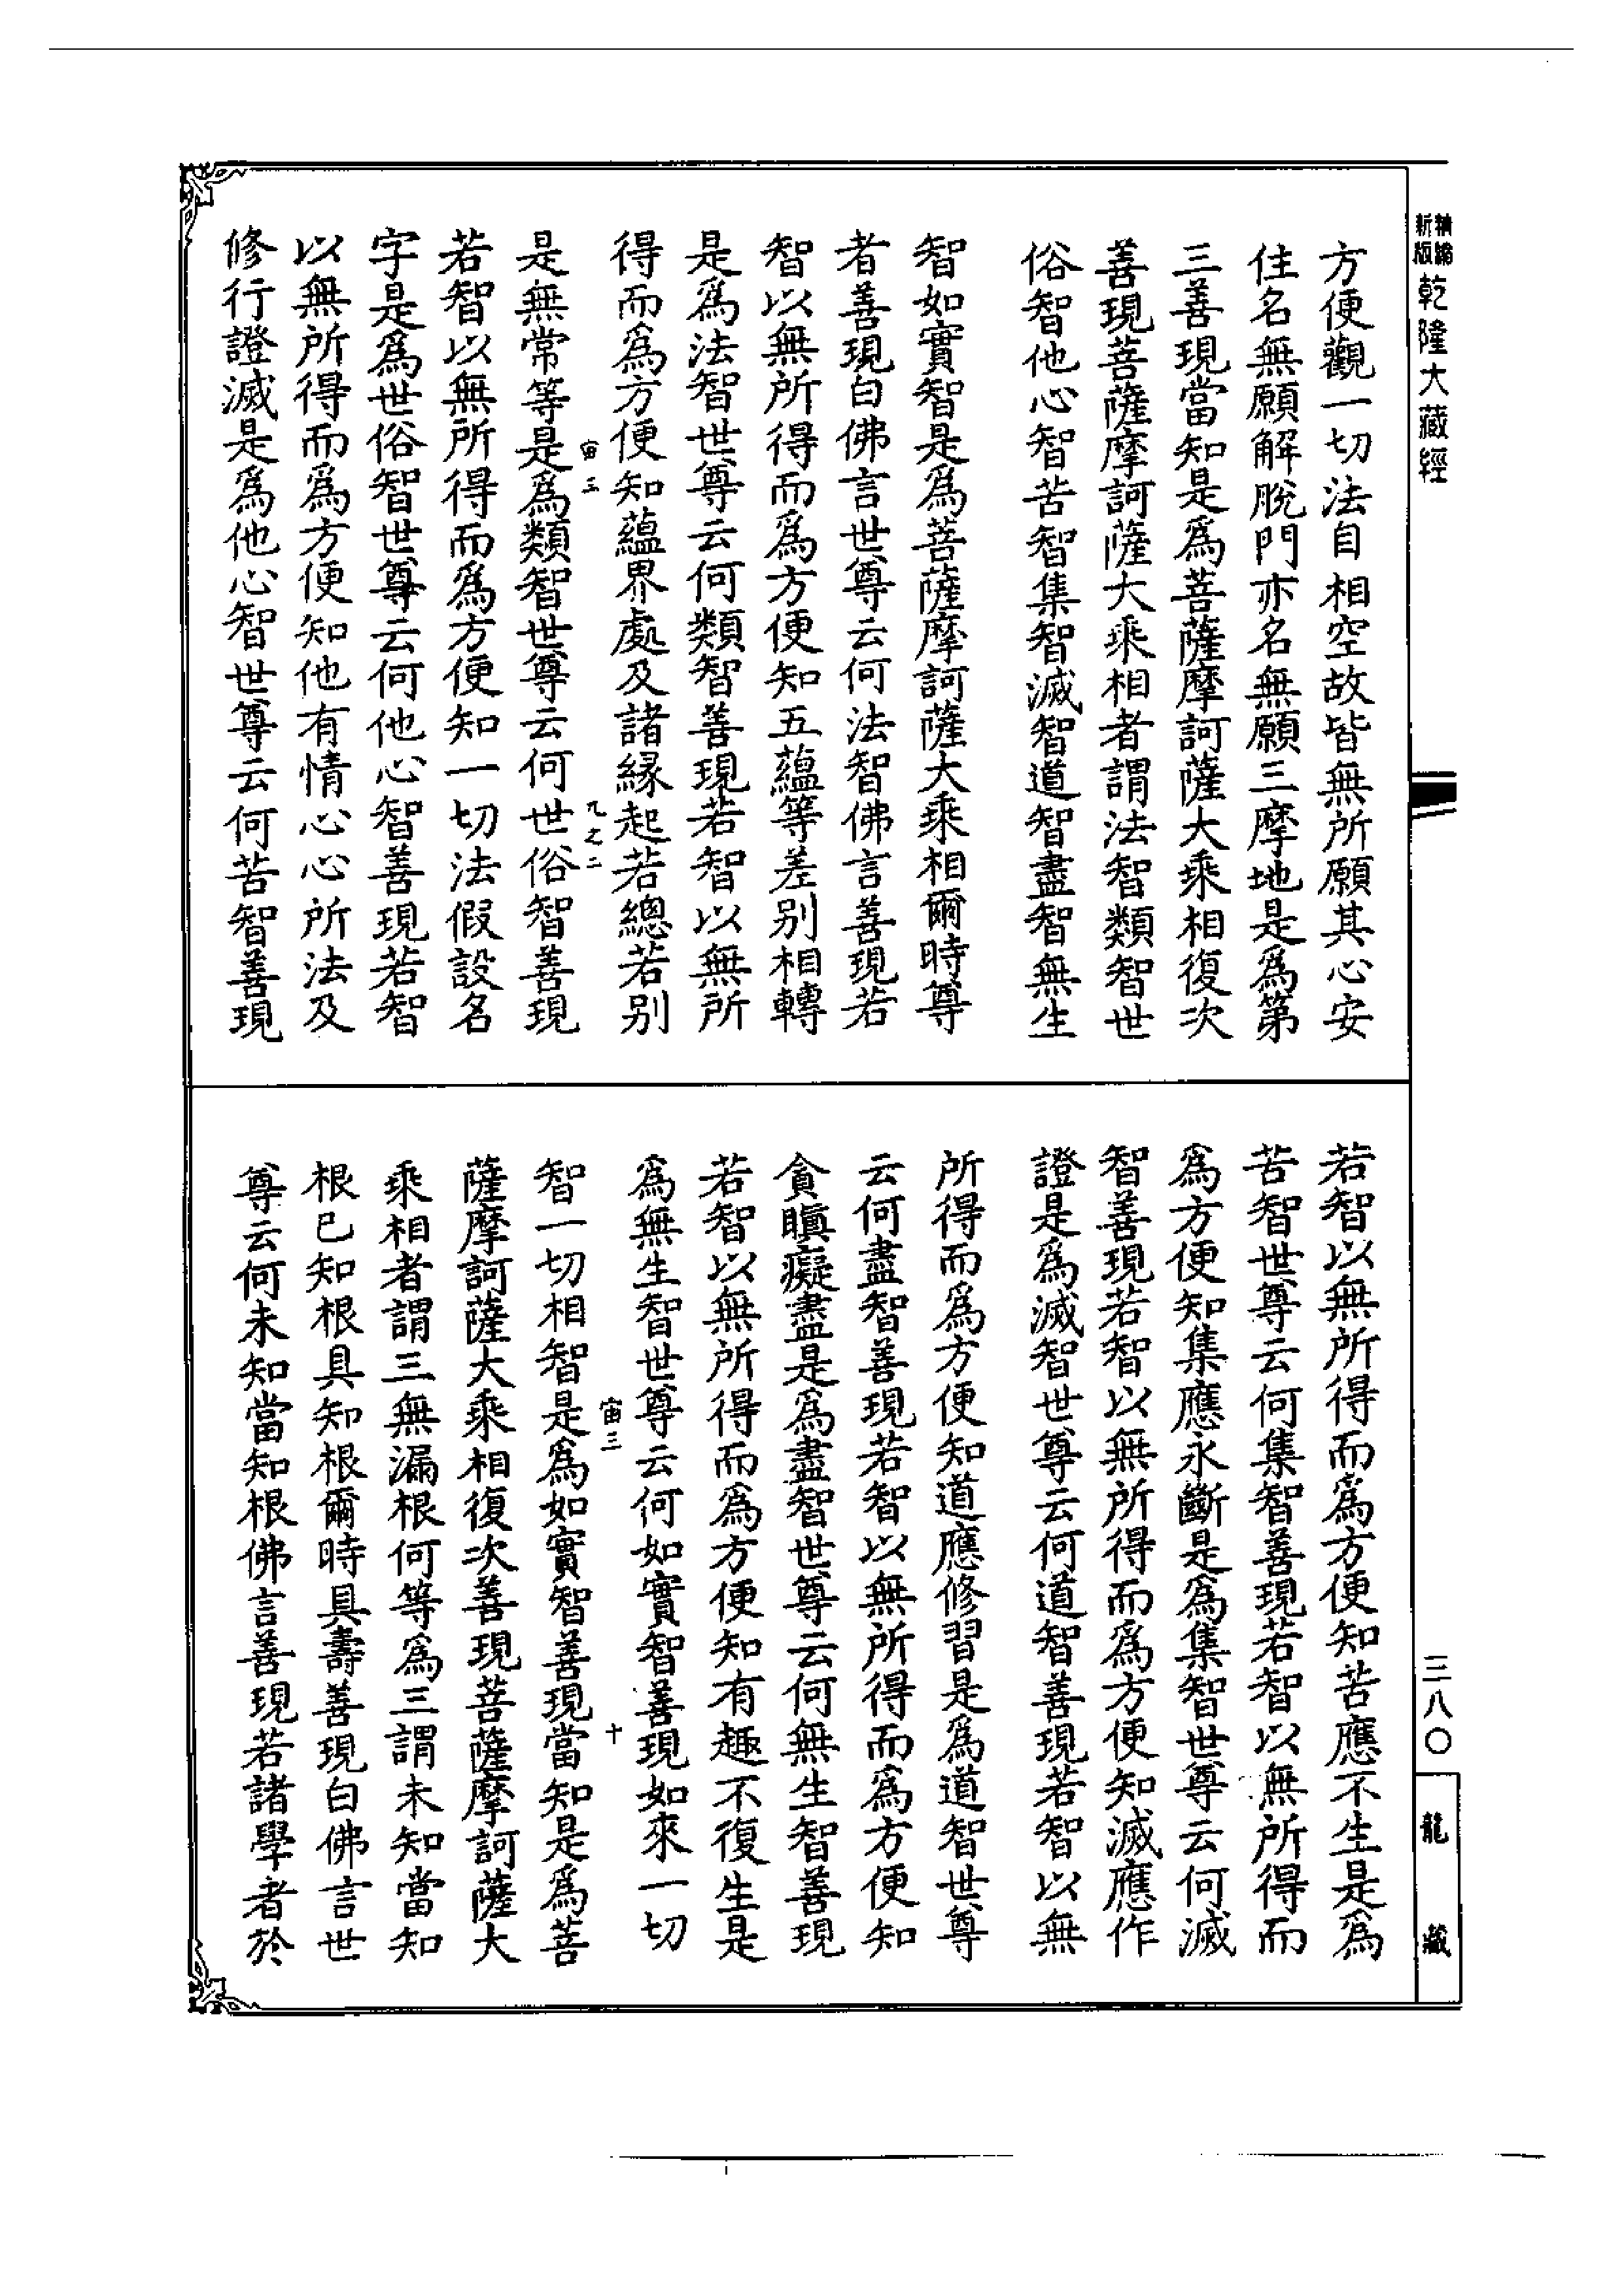 新版
精編
乾隆大藏經
三八〇
龍藏
方便觀一切法自相空故皆無所願其心安
住名無願解脫門亦名無願三摩地是爲第
三善現當知是爲菩薩摩訶薩大乘相復次
善現菩薩摩訶薩大乘相者謂法智類智世
俗智他心智苦智集智滅智道智盡智無生
智如實智是爲菩薩摩訶薩大乘相爾時尊
者善現白佛言世尊云何法智佛言善現若
智以無所得而爲方便知五蘊等差別相轉
是爲法智世尊云何類智善現若智以無所
得而爲方便知蘊界處及諸緣起若總若別
宙三
九之二
是無常等是爲類智世尊云何世俗智善現
若智以無所得而爲方便知一切法假設名
字是爲世俗智世尊云何他心智善現若智
以無所得而爲方便知他有情心心所法及
修行證滅是爲他心智世尊云何苦智善現
若智以無所得而爲方便知苦應不生是爲
苦智世尊云何集智善現若智以無所得而
爲方便知集應永斷是爲集智世尊云何滅
智善現若智以無所得而爲方便知滅應作
證是爲滅智世尊云何道智善現若智以無
所得而爲方便知道應修習是爲道智世尊
云何盡智善現若智以無所得而爲方便知
貪瞋癡盡是爲盡智世尊云何無生智善現
若智以無所得而爲方便知有趣不復生是
爲無生智世尊云何如實智善現如來一切
宙三
十
智一切相智是爲如實智善現當知是爲菩
薩摩訶薩大乘相復次善現菩薩摩訶薩大
乘相者謂三無漏根何等爲三謂未知當知
根已知根具知根爾時具壽善現白佛言世
尊云何未知當知根佛言善現若諸學者於